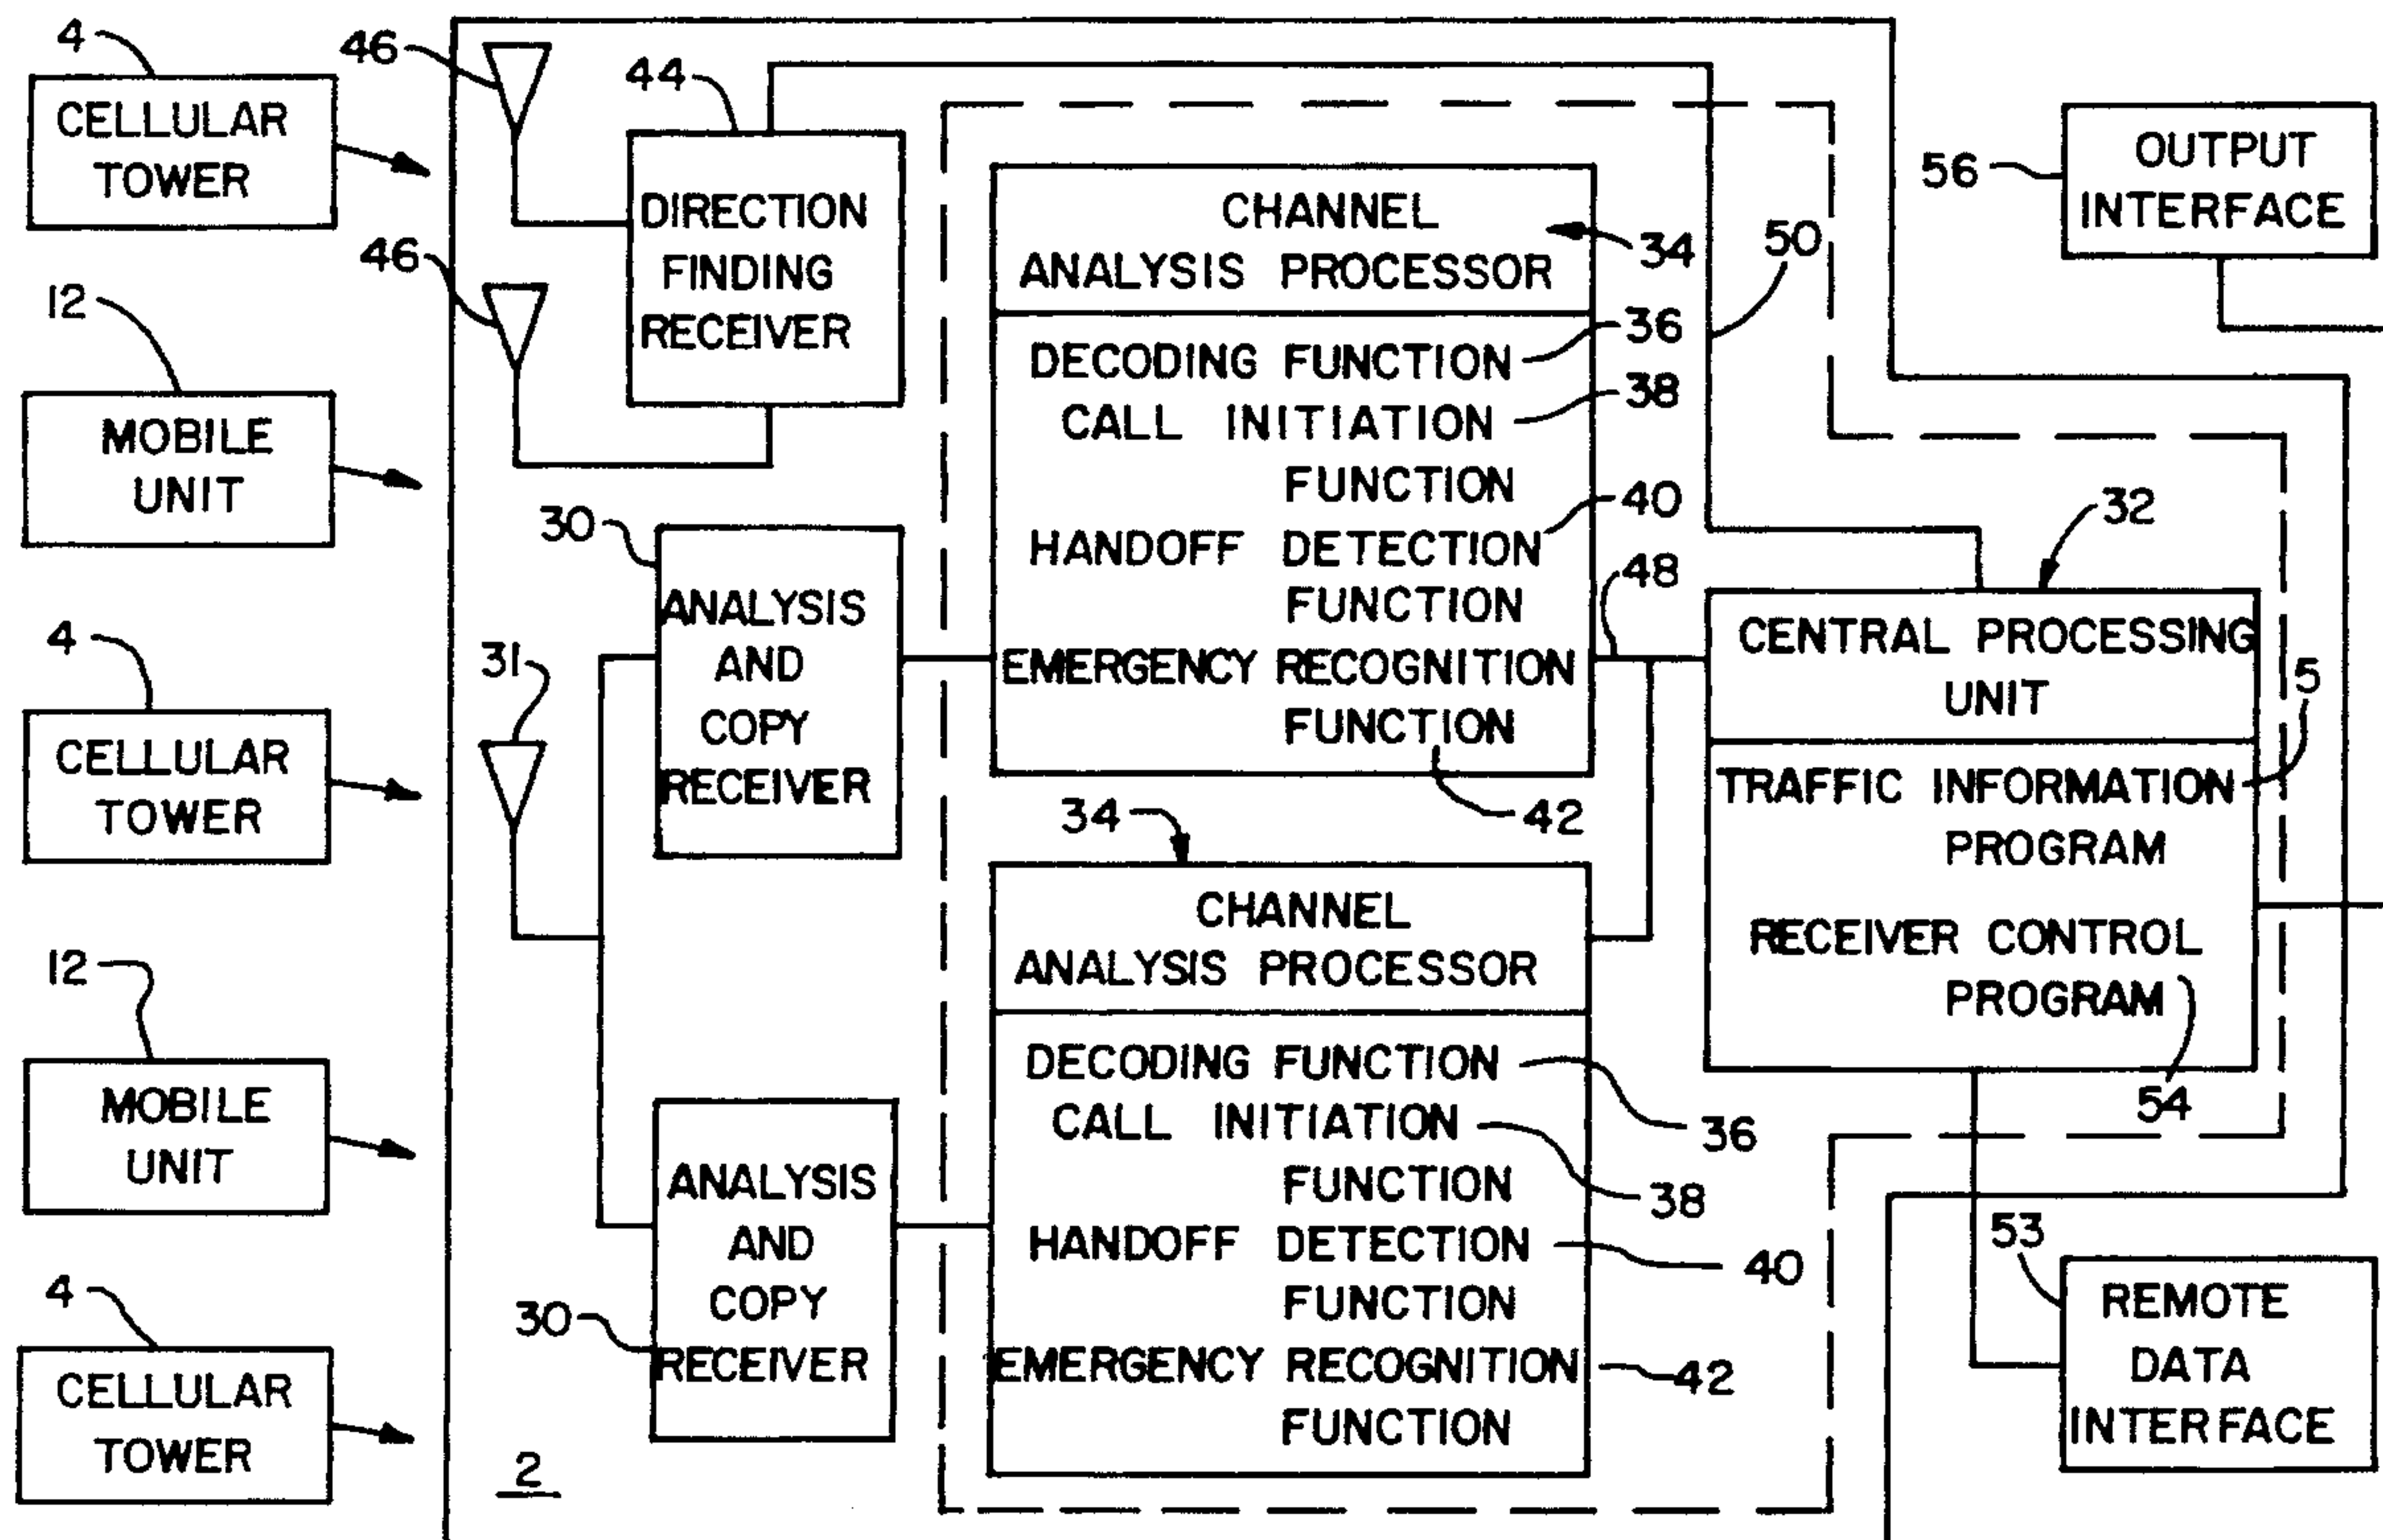 4
CELLULAR
TOWER
12
MOBILE
UNIT
4
CELLULAR
TOWER
12
MOBILE
UNIT
4
CELLULAR
TOWER
46
46
44
DIRECTION
FINDING
RECEIVER
30
ANALYSIS
AND
COPY
RECEIVER
31
30
ANALYSIS
AND
COPY
RECEIVER
2
CHANNEL
ANALYSIS PROCESSOR
34
DECODING FUNCTION
36
CALL INITIATION
FUNCTION
38
HANDOFF DETECTION
FUNCTION
40
EMERGENCY RECOGNITION
FUNCTION
42
34
CHANNEL
ANALYSIS PROCESSOR
DECODING FUNCTION
36
CALL INITIATION
FUNCTION
38
HANDOFF DETECTION
FUNCTION
40
EMERGENCY RECOGNITION
FUNCTION
42
50
48
32
CENTRAL PROCESSING
UNIT
5
TRAFFIC INFORMATION
PROGRAM
RECEIVER CONTROL
PROGRAM
54
56
OUTPUT
INTERFACE
53
REMOTE
DATA
INTERFACE